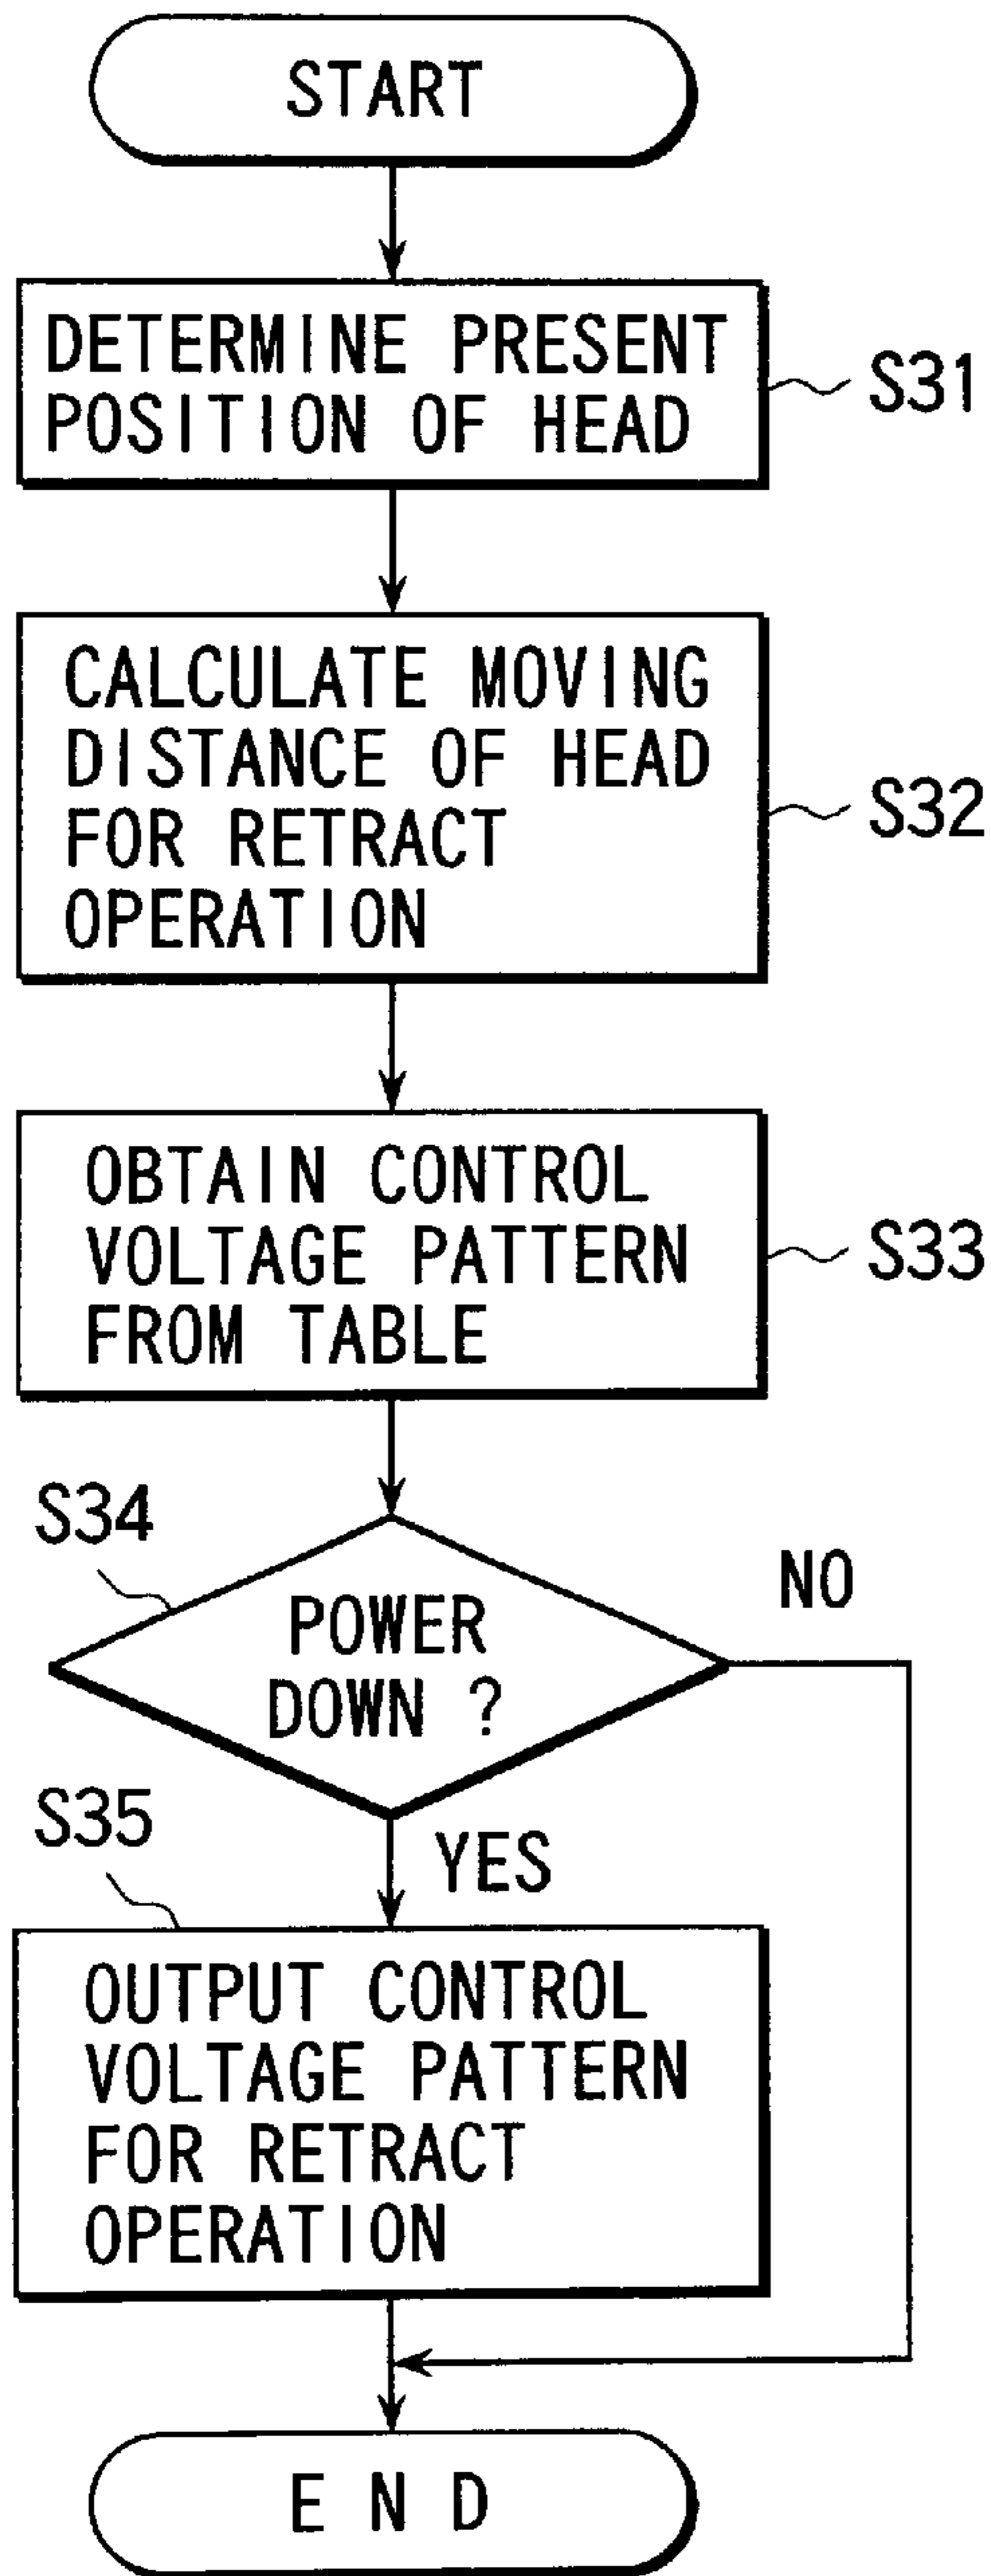 START
DETERMINE PRESENT
POSITION OF HEAD
S31
CALCULATE MOVING
DISTANCE OF HEAD
FOR RETRACT
OPERATION
S32
OBTAIN CONTROL
VOLTAGE PATTERN
FROM TABLE
S33
S34
POWER
DOWN ?
NO
YES
S35
OUTPUT CONTROL
VOLTAGE PATTERN
FOR RETRACT
OPERATION
END